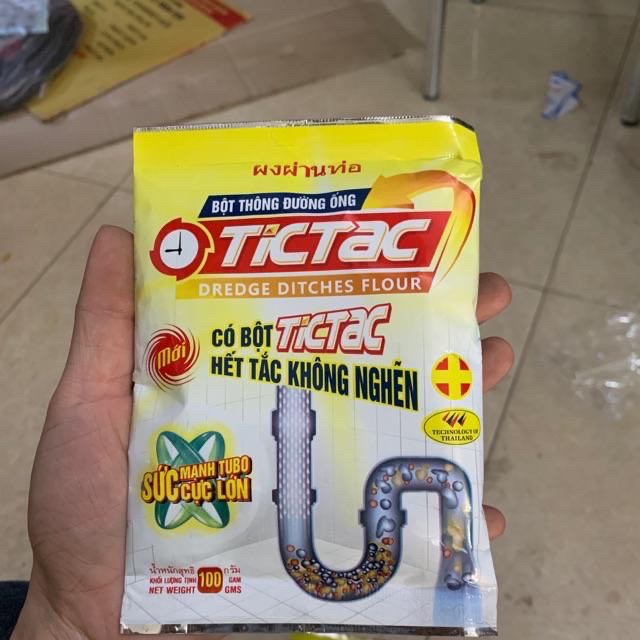 ผงผ่านท่อ
BỘT THÔNG ĐƯỜNG ỐNG
TicTac
DREDGE DITCHES FLOUR
Mới
CÓ BỘT TicTac
HẾT TẮC KHÔNG NGHẼN
TECHNOLOGY OF
THAILAND
SỨC MẠNH TUBO
CỰC LỚN
น้ำหนักสุทธิ 100 กรัม
KHỐI LƯỢNG TỊNH GAM
NET WEIGHT GMS